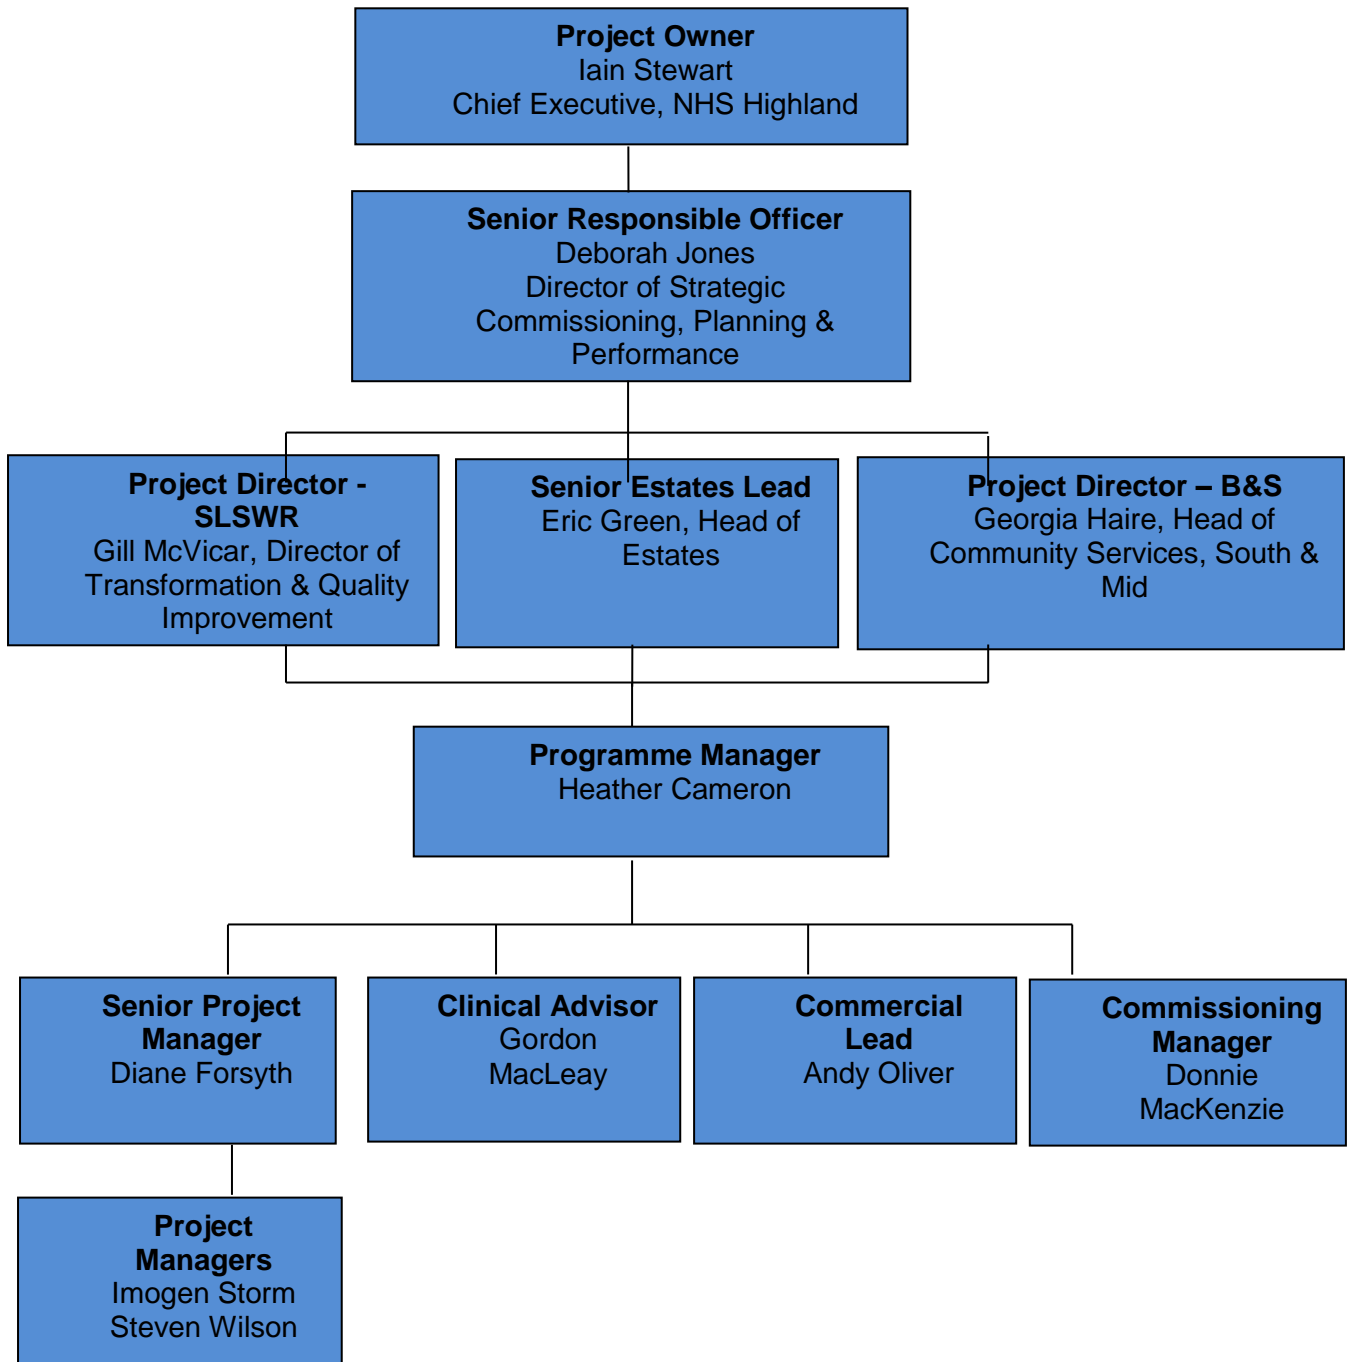 Project Owner
Iain Stewart
Chief Executive, NHS Highland
Senior Responsible Officer
Deborah Jones
Director of Strategic
Commissioning, Planning &
Performance
Project Director -
SLSWR
Gill McVicar, Director of
Transformation & Quality
Improvement
Senior Estates Lead
Eric Green, Head of
Estates
Project Director – B&S
Georgia Haire, Head of
Community Services, South &
Mid
Programme Manager
Heather Cameron
Senior Project
Manager
Diane Forsyth
Clinical Advisor
Gordon
MacLeay
Commercial
Lead
Andy Oliver
Commissioning
Manager
Donnie
MacKenzie
Project
Managers
Imogen Storm
Steven Wilson